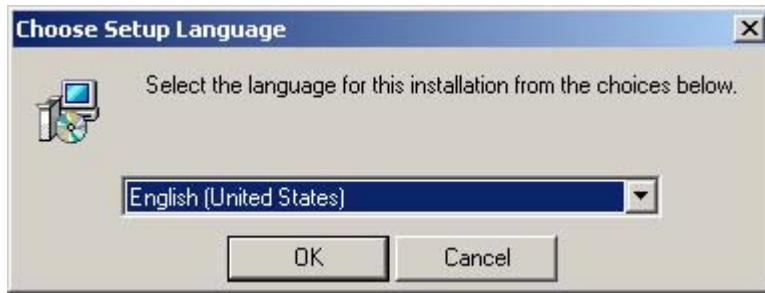 Choose Setup Language
Select the language for this installation from the choices below.
English (United States)
OK
Cancel